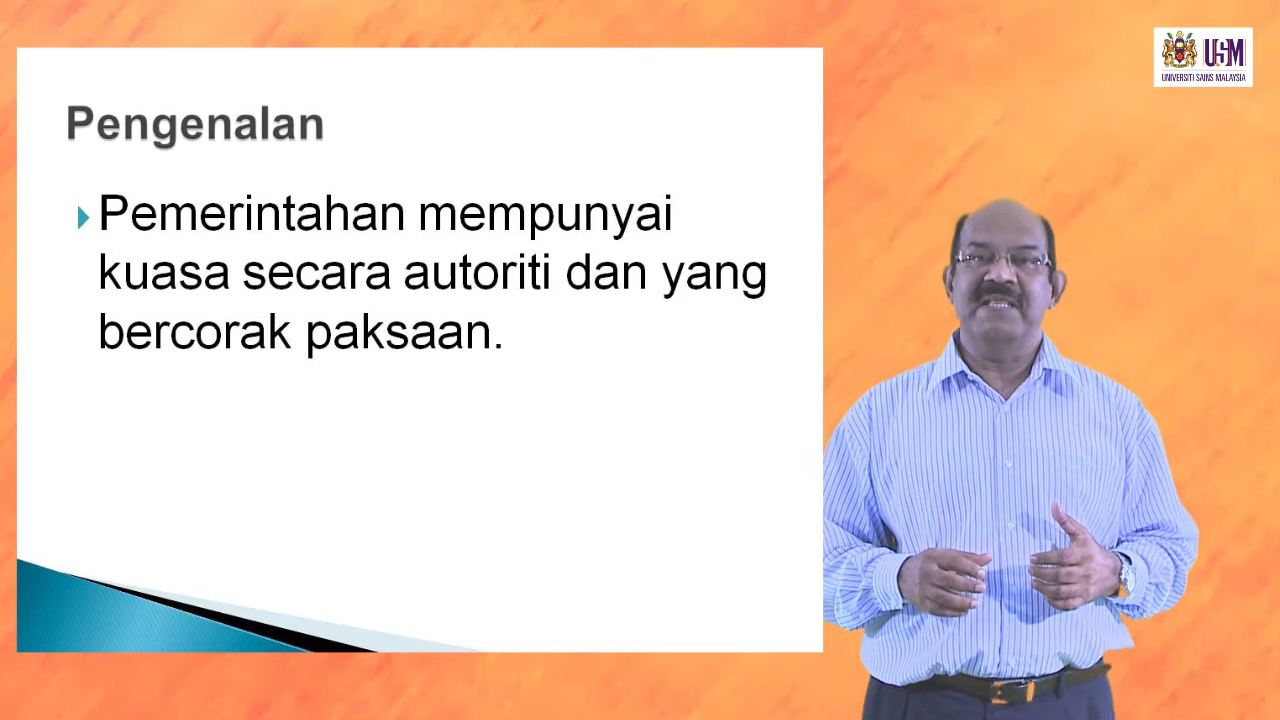 USM
UNIVERSITI SAINS MALAYSIA
Pengenalan
Pemerintahan mempunyai
kuasa secara autoriti dan yang
bercorak paksaan.